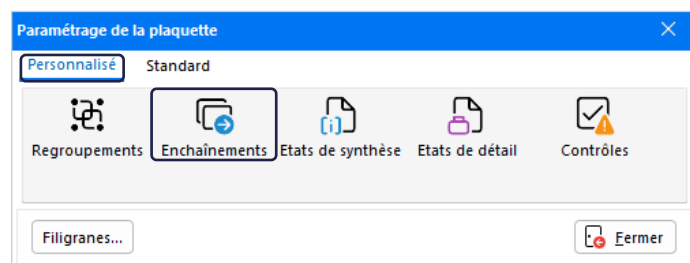 Paramétrage de la plaquette
Personnalisé Standard
Regroupements Enchaînements Etats de synthèse Etats de détail Contrôles
Filigranes... Fermer